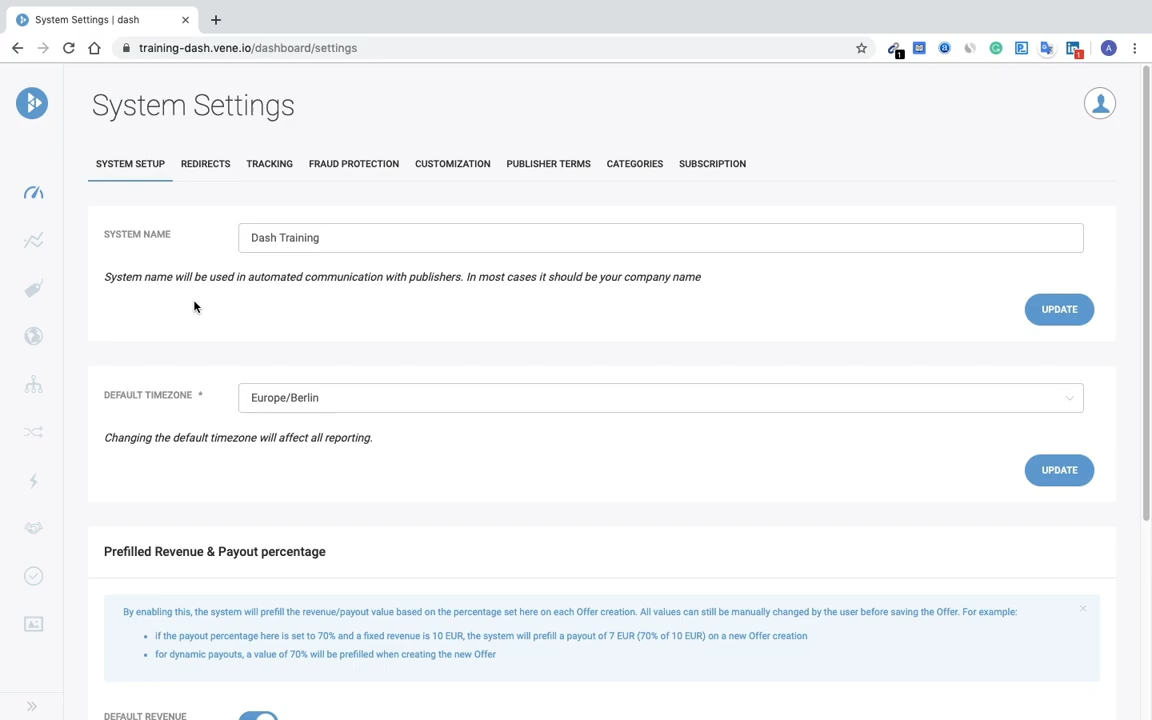 System Settings | dash
training-dash.vene.io/dashboard/settings
1
1
A
System Settings
SYSTEM SETUP REDIRECTS TRACKING FRAUD PROTECTION CUSTOMIZATION PUBLISHER TERMS CATEGORIES SUBSCRIPTION
SYSTEM NAME
Dash Training
System name will be used in automated communication with publishers. In most cases it should be your company name
UPDATE
DEFAULT TIMEZONE *
Europe/Berlin
Changing the default timezone will affect all reporting.
UPDATE
Prefilled Revenue & Payout percentage
By enabling this, the system will prefill the revenue/payout value based on the percentage set here on each Offer creation. All values can still be manually changed by the user before saving the Offer. For example:
• if the payout percentage here is set to 70% and a fixed revenue is 10 EUR, the system will prefill a payout of 7 EUR (70% of 10 EUR) on a new Offer creation
• for dynamic payouts, a value of 70% will be prefilled when creating the new Offer
DEFAULT REVENUE